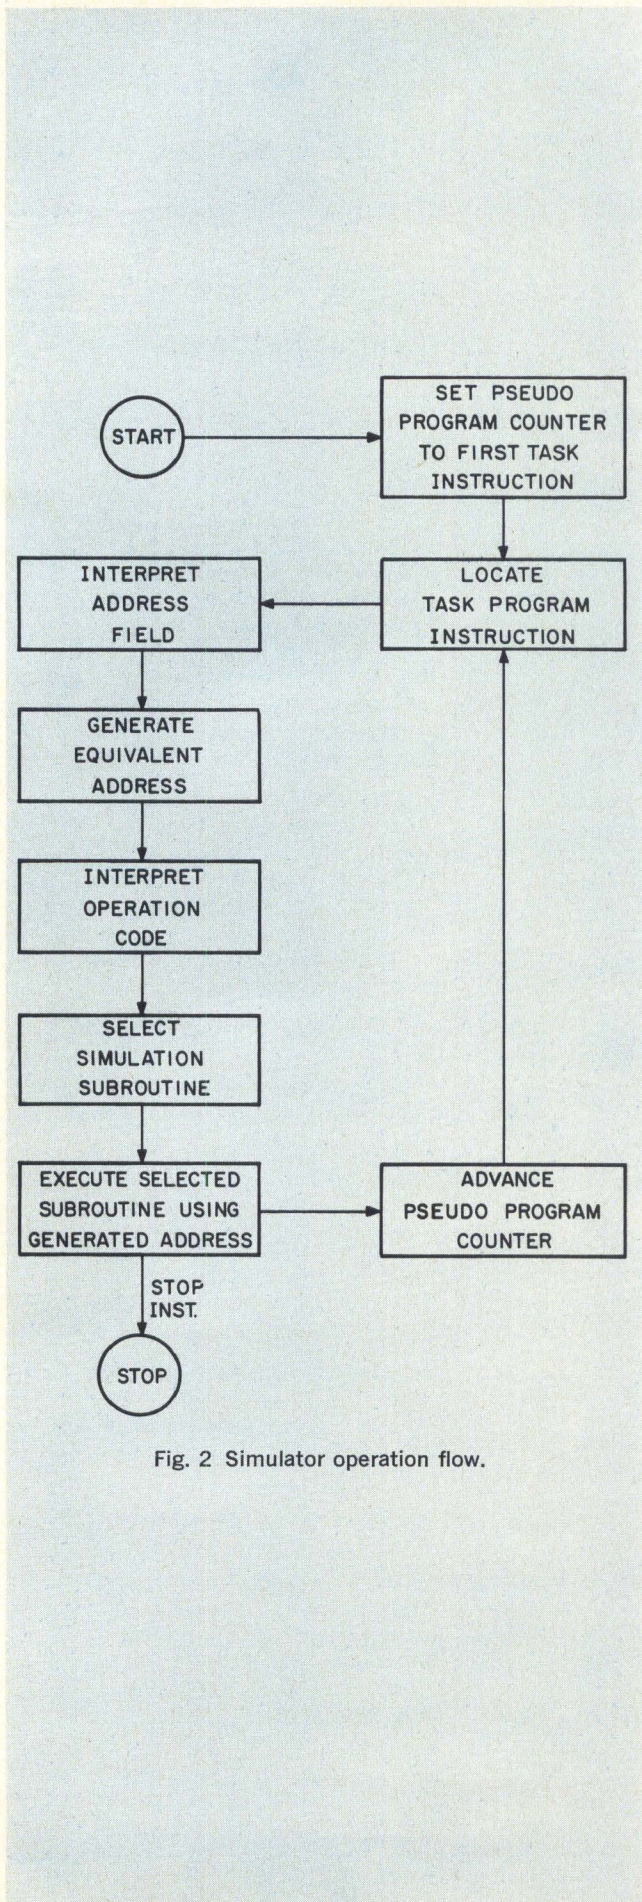 START
SET PSEUDO
PROGRAM COUNTER
TO FIRST TASK
INSTRUCTION
LOCATE
TASK PROGRAM
INSTRUCTION
INTERPRET
ADDRESS
FIELD
GENERATE
EQUIVALENT
ADDRESS
INTERPRET
OPERATION
CODE
SELECT
SIMULATION
SUBROUTINE
EXECUTE SELECTED
SUBROUTINE USING
GENERATED ADDRESS
ADVANCE
PSEUDO PROGRAM
COUNTER
STOP
INST.
STOP
Fig. 2 Simulator operation flow.